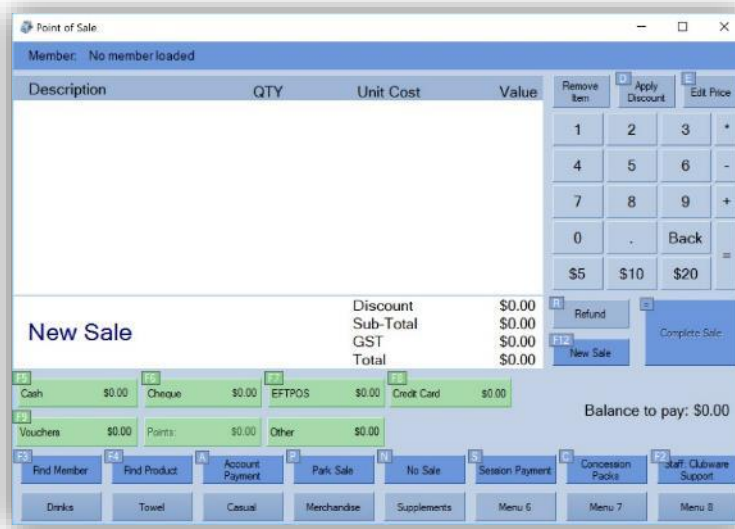 Point of Sale
Member: No member loaded
Description QTY Unit Cost Value
Remove Item
D Apply Discount
E Edit Price
1 2 3 *
4 5 6 -
7 8 9 +
0 . Back =
$5 $10 $20
New Sale
Discount $0.00
Sub-Total $0.00
GST $0.00
Total $0.00
R Refund
F12 New Sale
= Complete Sale
F5 Cash $0.00
F6 Cheque $0.00
F7 EFTPOS $0.00
F8 Credit Card $0.00
F9 Vouchers $0.00
Points: $0.00
Other $0.00
Balance to pay: $0.00
F3 Find Member
F4 Find Product
A Account Payment
P Park Sale
N No Sale
S Session Payment
C Concession Packs
F2 Staff: Clubware Support
Drinks Towel Casual Merchandise Supplements Menu 6 Menu 7 Menu 8